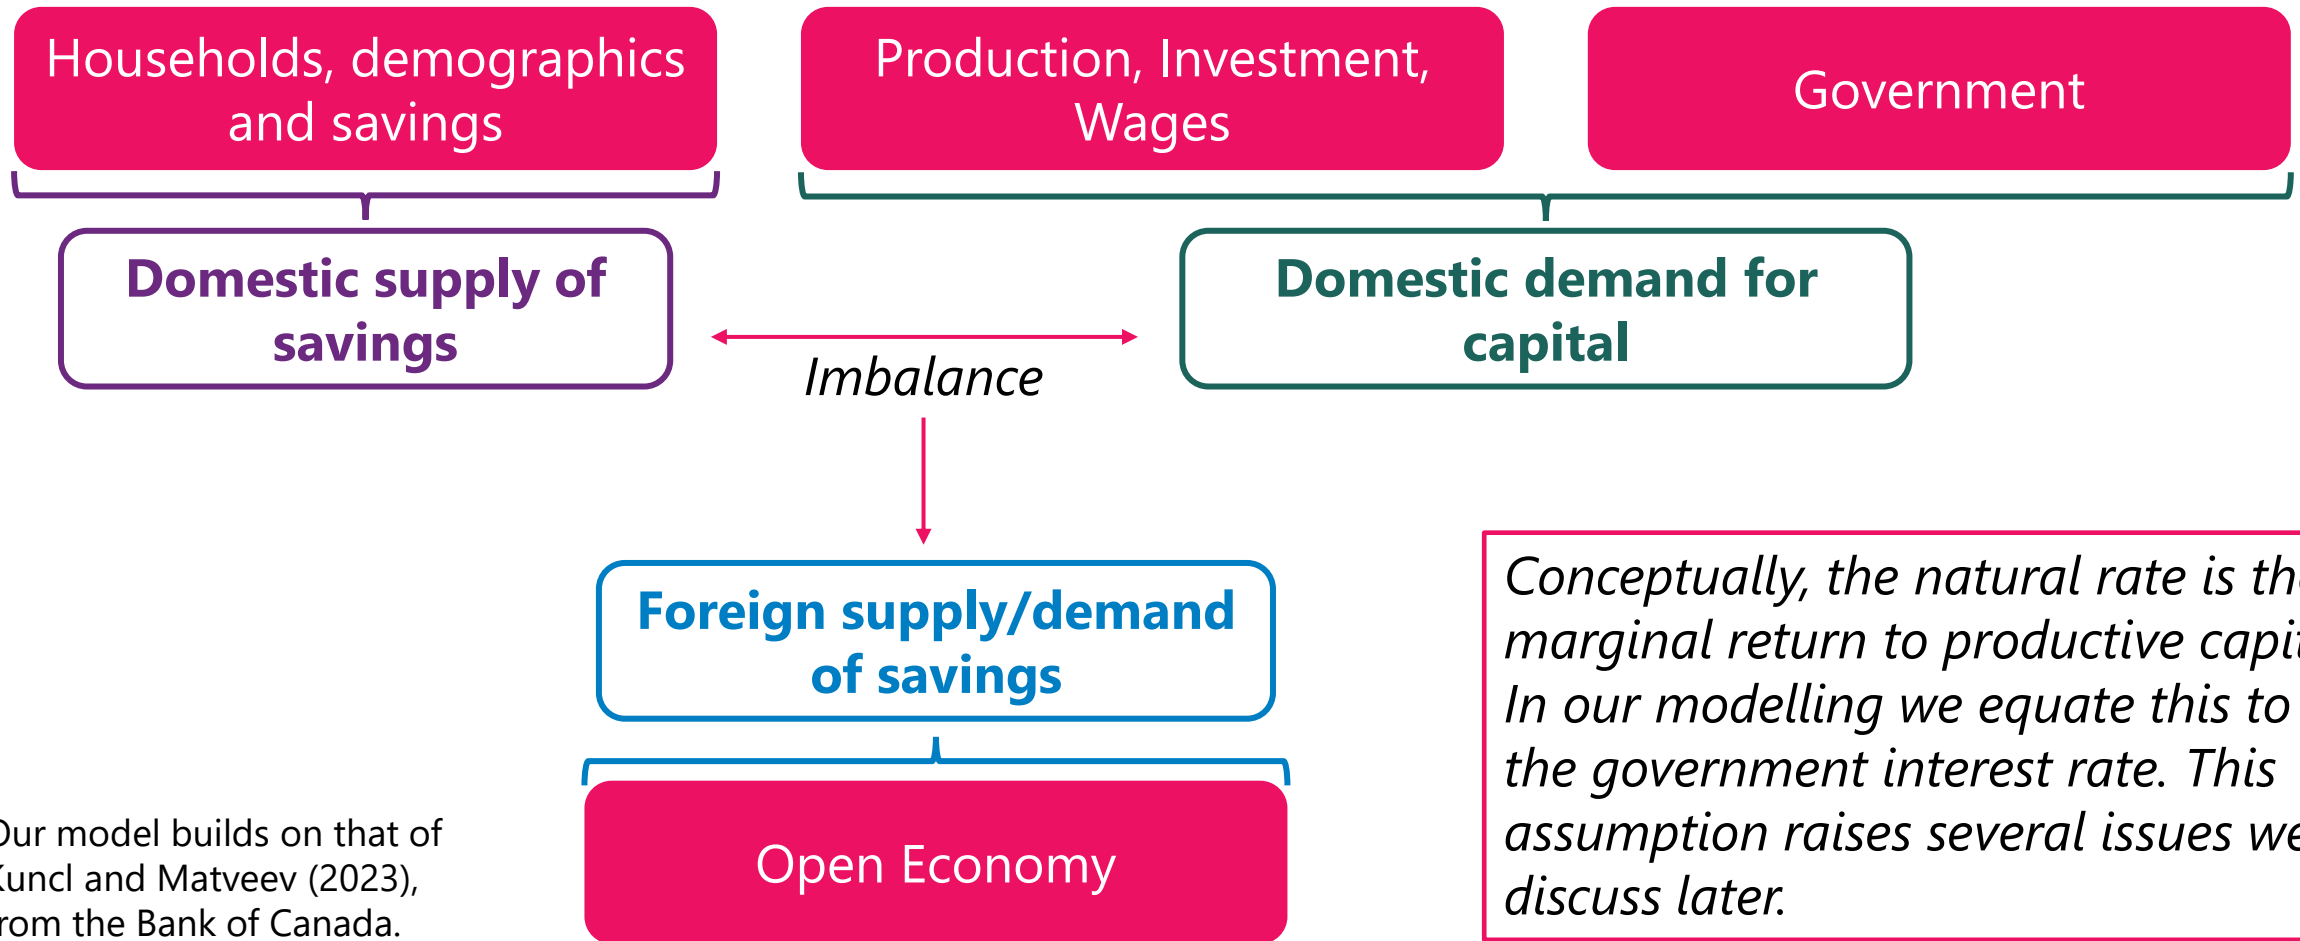 Households, demographics
and savings
Production, Investment,
Wages
Government
Domestic supply of
savings
Domestic demand for
capital
Imbalance
Foreign supply/demand
of savings
Open Economy
Conceptually, the natural rate is the
marginal return to productive capit
In our modelling we equate this to
the government interest rate. This
assumption raises several issues we
discuss later.
Our model builds on that of
Kuncl and Matveev (2023),
from the Bank of Canada.